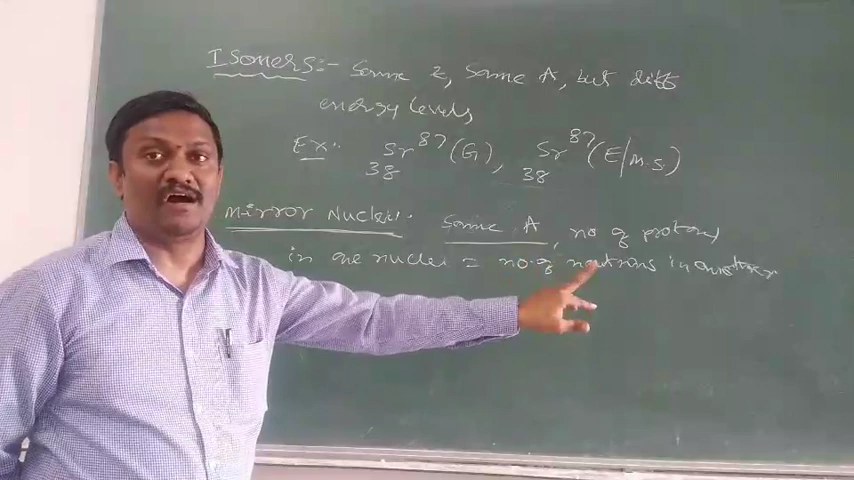 Isomers:- Same Z, Same A, but diff
energy levels,
Ex:- 38Sr87(G), 38Sr87(E/M.S)
Mirror Nuclei:- Same A, no of protons
in one nuclei = no.of neutrons in another